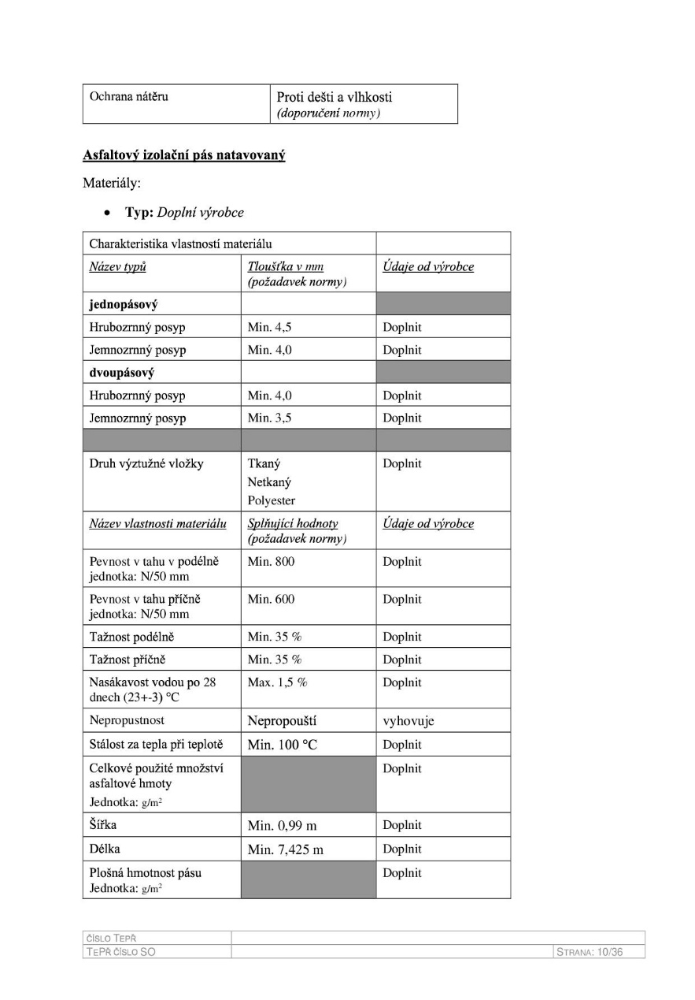 Ochrana nátěru Proti dešti a vlhkosti
(doporučení normy)
Asfaltový izolační pás natavovaný
Materiály:
• Typ: Doplní výrobce
Charakteristika vlastností materiálu
Název typů Tloušťka v mm Údaje od výrobce
(požadavek normy)
jednopásový
Hrubozrnný posyp Min. 4,5 Doplnit
Jemnozrnný posyp Min. 4,0 Doplnit
dvoupásový
Hrubozrnný posyp Min. 4,0 Doplnit
Jemnozrnný posyp Min. 3,5 Doplnit
Druh výztužné vložky Tkaný Doplnit
Netkaný
Polyester
Název vlastnosti materiálu Splňující hodnoty Údaje od výrobce
(požadavek normy)
Pevnost v tahu v podélně Min. 800 Doplnit
jednotka: N/50 mm
Pevnost v tahu příčně Min. 600 Doplnit
jednotka: N/50 mm
Tažnost podélně Min. 35 % Doplnit
Tažnost příčně Min. 35 % Doplnit
Nasákavost vodou po 28 Max. 1,5 % Doplnit
dnech (23+-3) °C
Nepropustnost Nepropouští vyhovuje
Stálost za tepla při teplotě Min. 100 °C Doplnit
Celkové použité množství Doplnit
asfaltové hmoty
Jednotka: g/m²
Šířka Min. 0,99 m Doplnit
Délka Min. 7,425 m Doplnit
Plošná hmotnost pásu Doplnit
Jednotka: g/m²
ČÍSLO TEPŘ
TEPŘ ČÍSLO SO STRANA: 10/36